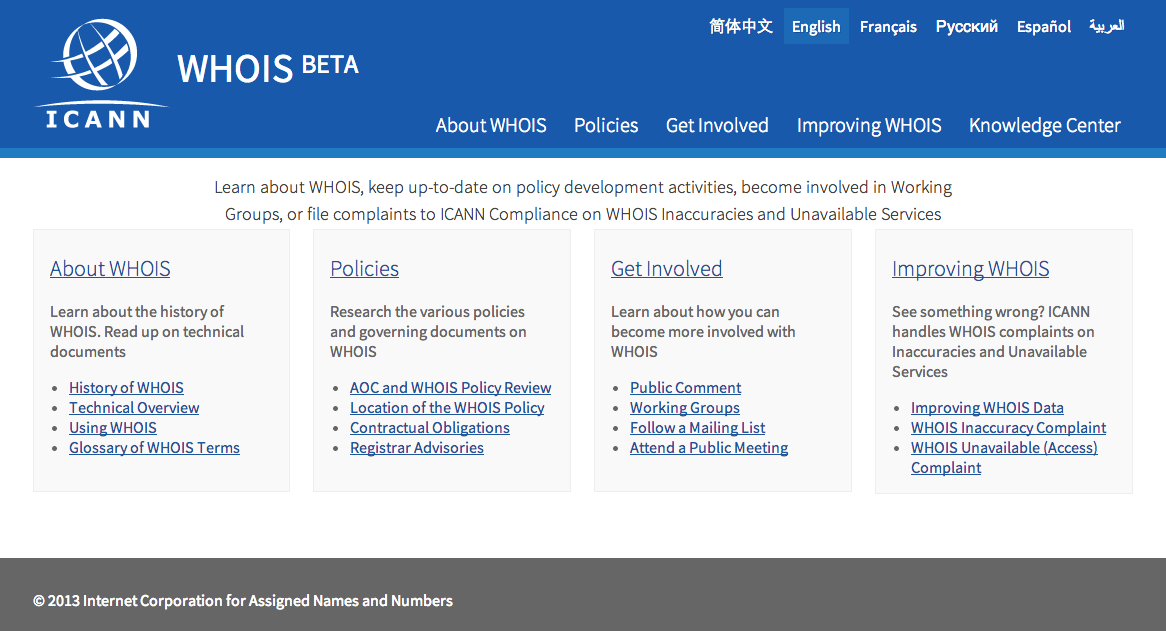 简体中文 English Français Русский Español العربية
WHOIS BETA
ICANN
About WHOIS Policies Get Involved Improving WHOIS Knowledge Center
Learn about WHOIS, keep up-to-date on policy development activities, become involved in Working
Groups, or file complaints to ICANN Compliance on WHOIS Inaccuracies and Unavailable Services
About WHOIS
Learn about the history of
WHOIS. Read up on technical
documents
• History of WHOIS
• Technical Overview
• Using WHOIS
• Glossary of WHOIS Terms
Policies
Research the various policies
and governing documents on
WHOIS
• AOC and WHOIS Policy Review
• Location of the WHOIS Policy
• Contractual Obligations
• Registrar Advisories
Get Involved
Learn about how you can
become more involved with
WHOIS
• Public Comment
• Working Groups
• Follow a Mailing List
• Attend a Public Meeting
Improving WHOIS
See something wrong? ICANN
handles WHOIS complaints on
Inaccuracies and Unavailable
Services
• Improving WHOIS Data
• WHOIS Inaccuracy Complaint
• WHOIS Unavailable (Access)
Complaint
© 2013 Internet Corporation for Assigned Names and Numbers